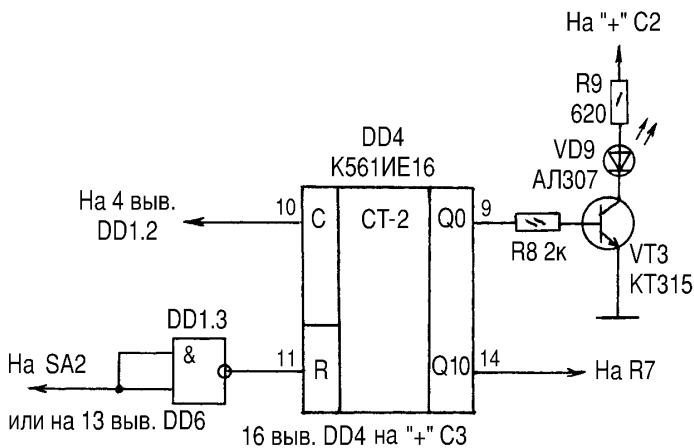 На "+" C2
R9
620
DD4
К561ИЕ16
VD9
АЛ307
На 4 выв.
DD1.2
10
C
CT-2
Q0
9
R8 2к
VT3
КТ315
DD1.3
&
На SA2
11
R
Q10
14
На R7
или на 13 выв. DD6
16 выв. DD4 на "+" C3